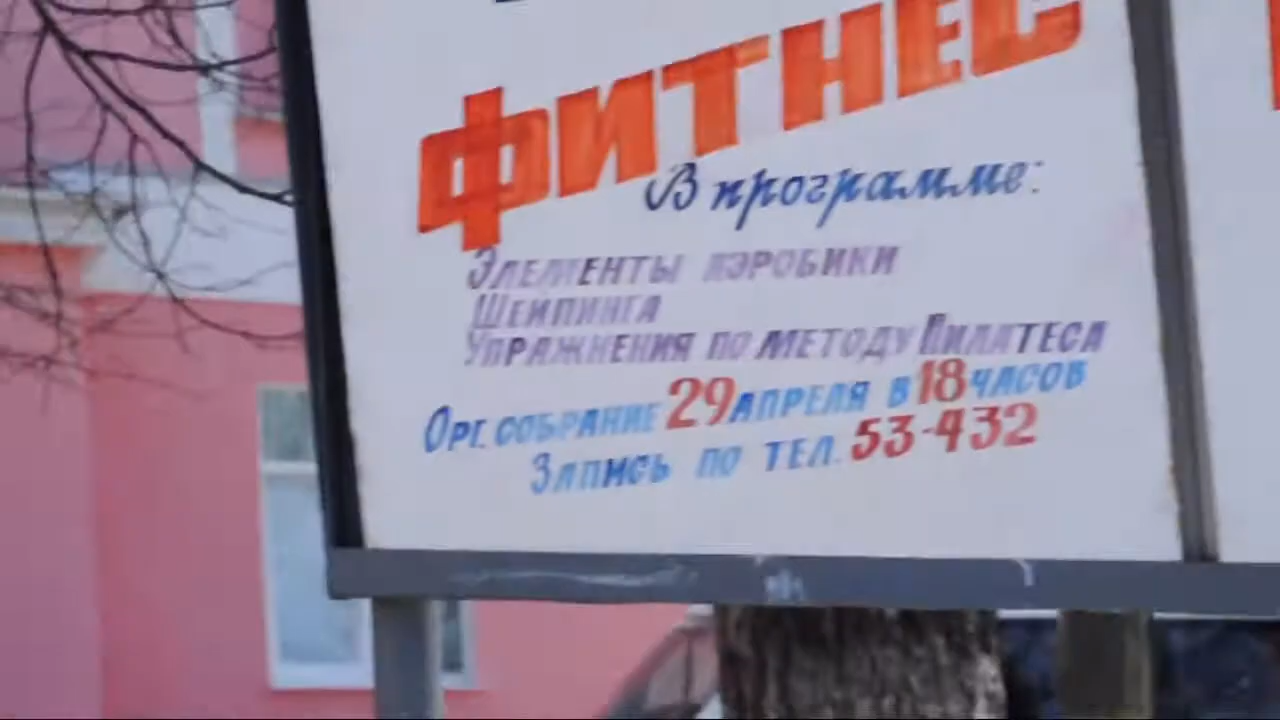 ФИТНЕС
В программе:
Элементы аэробики
Шейпинга
Упражнения по методу Пилатеса
Орг. собрание 29 апреля в 18 часов
Запись по тел. 53-432